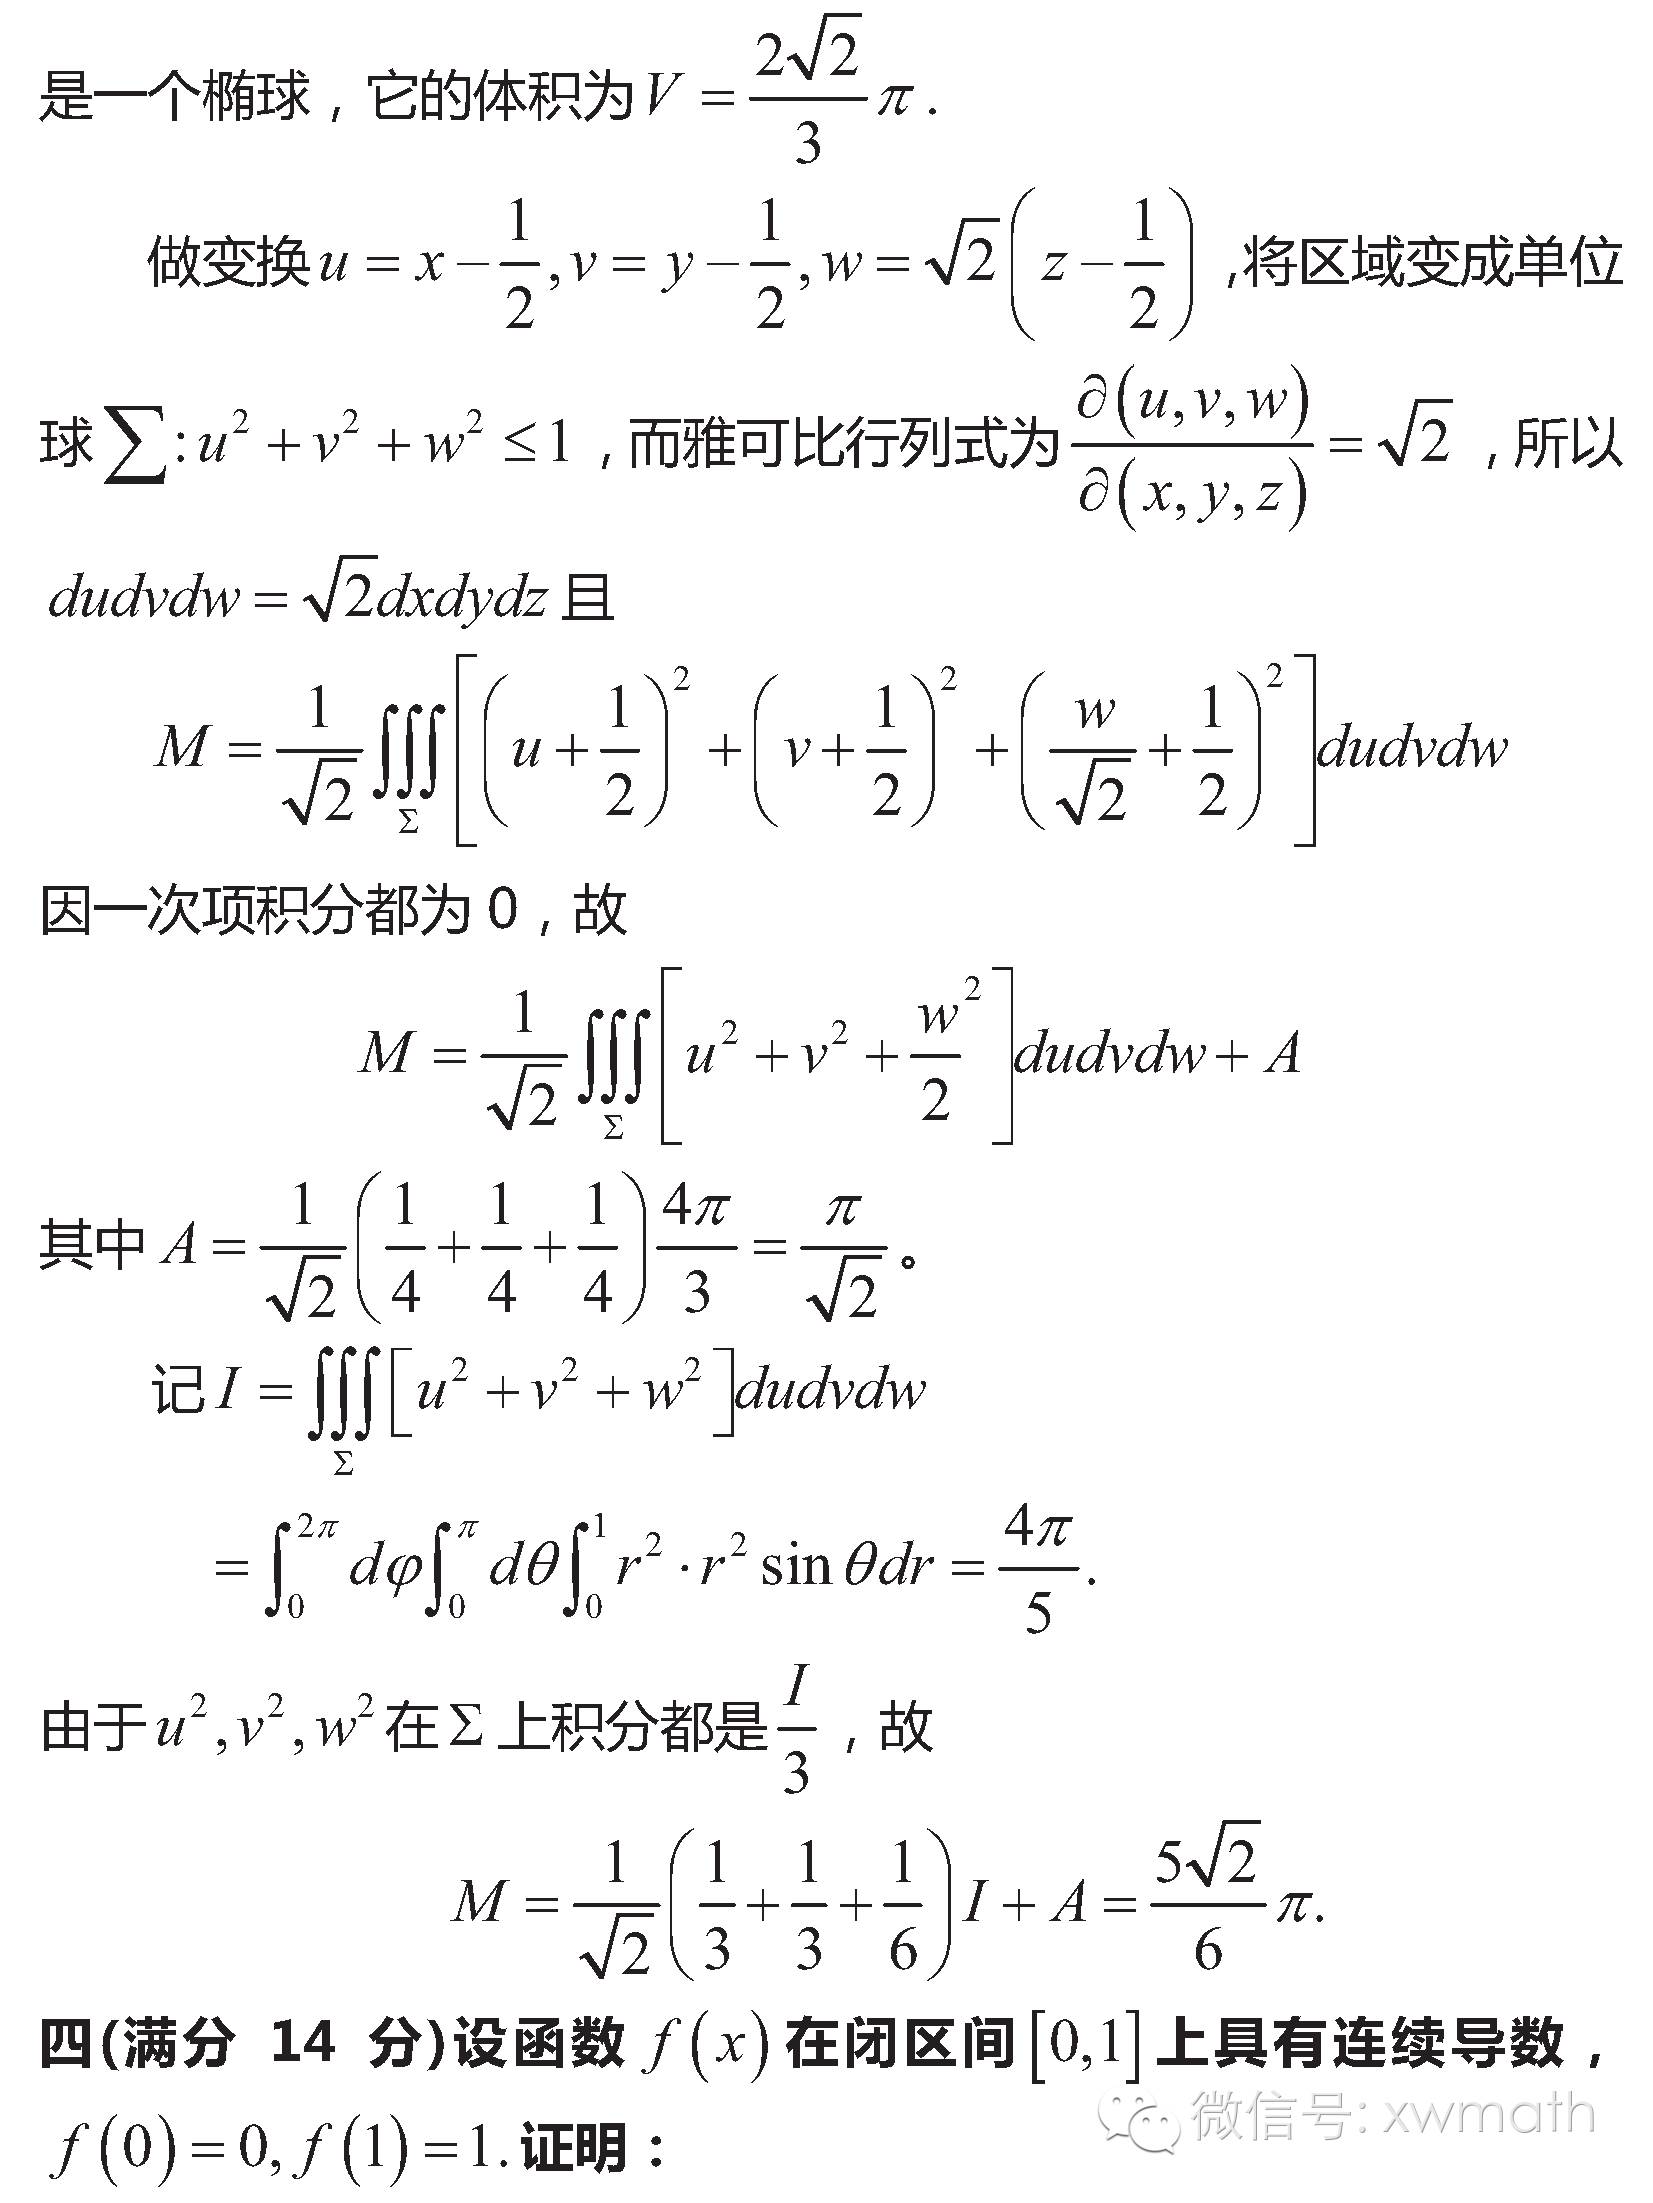 是一个椭球，它的体积为 $V = \frac{2\sqrt{2}}{3}\pi$ .
做变换 $u = x - \frac{1}{2}, v = y - \frac{1}{2}, w = \sqrt{2}\left(z - \frac{1}{2}\right)$ ,将区域变成单位
球 $\sum : u^2 + v^2 + w^2 \leq 1$ ，而雅可比行列式为 $\frac{\partial(u,v,w)}{\partial(x,y,z)} = \sqrt{2}$ ，所以
$dudvdw = \sqrt{2}dxdydz$ 且
$M = \frac{1}{\sqrt{2}}\iiint_{\Sigma}\left[\left(u + \frac{1}{2}\right)^2 + \left(v + \frac{1}{2}\right)^2 + \left(\frac{w}{\sqrt{2}} + \frac{1}{2}\right)^2\right]dudvdw$
因一次项积分都为 0，故
$M = \frac{1}{\sqrt{2}}\iiint_{\Sigma}\left[u^2 + v^2 + \frac{w^2}{2}\right]dudvdw + A$
其中 $A = \frac{1}{\sqrt{2}}\left(\frac{1}{4} + \frac{1}{4} + \frac{1}{4}\right)\frac{4\pi}{3} = \frac{\pi}{\sqrt{2}}$ 。
记 $I = \iiint_{\Sigma}\left[u^2 + v^2 + w^2\right]dudvdw$
$= \int_0^{2\pi} d\varphi \int_0^{\pi} d\theta \int_0^1 r^2 \cdot r^2 \sin\theta dr = \frac{4\pi}{5}.$
由于 $u^2, v^2, w^2$ 在 $\Sigma$ 上积分都是 $\frac{I}{3}$ ，故
$M = \frac{1}{\sqrt{2}}\left(\frac{1}{3} + \frac{1}{3} + \frac{1}{6}\right)I + A = \frac{5\sqrt{2}}{6}\pi.$
四(满分 14 分)设函数 $f(x)$ 在闭区间 $[0,1]$ 上具有连续导数，
$f(0) = 0, f(1) = 1.$ 证明：
微信号: xwmath